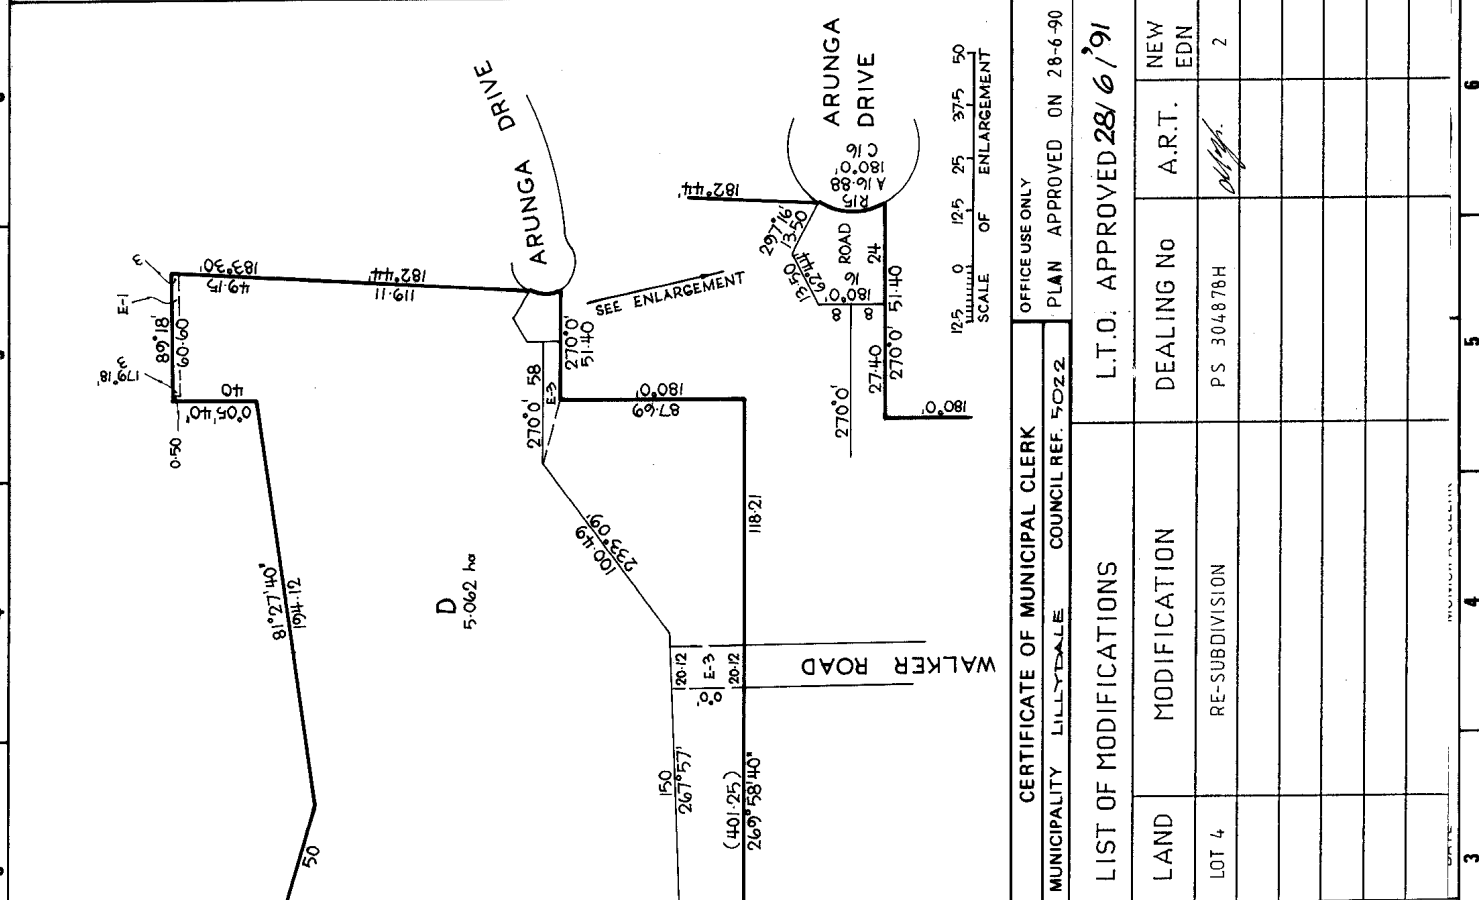 ARUNGA DRIVE
ARUNGA
DRIVE
182°44'
297°16'
13·50
13·50
62°44'
R15
A 16·88
180°0'
C 16
ROAD
16
180°0'
8
8
24
51·40
27·40
270°0'
270°0'
180°0'
SEE ENLARGEMENT
12·5 0 12·5 25 37·5 50
SCALE OF ENLARGEMENT
3
E-1
89°18'
60·60
179°18'
3
0·50
40
0°05'40"
183°30'
49·15
182°44'
119·11
270°0' 58
E-3
270°0'
51·40
180°0'
87·69
118·21
100·49
233°09'
81°27'40"
194·12
D
5·062 ha
50
20·12
E-3
20·12
0°0'
WALKER ROAD
150
267°57'
(401·25)
269°58'40"
CERTIFICATE OF MUNICIPAL CLERK
MUNICIPALITY LILLYDALE COUNCIL REF. 5022
OFFICE USE ONLY
PLAN APPROVED ON 28-6-90
LIST OF MODIFICATIONS L.T.O. APPROVED 28/6/'91
LAND MODIFICATION DEALING No A.R.T. NEW EDN
LOT 4 RE-SUBDIVISION PS 304878H 2
3 4 5 6